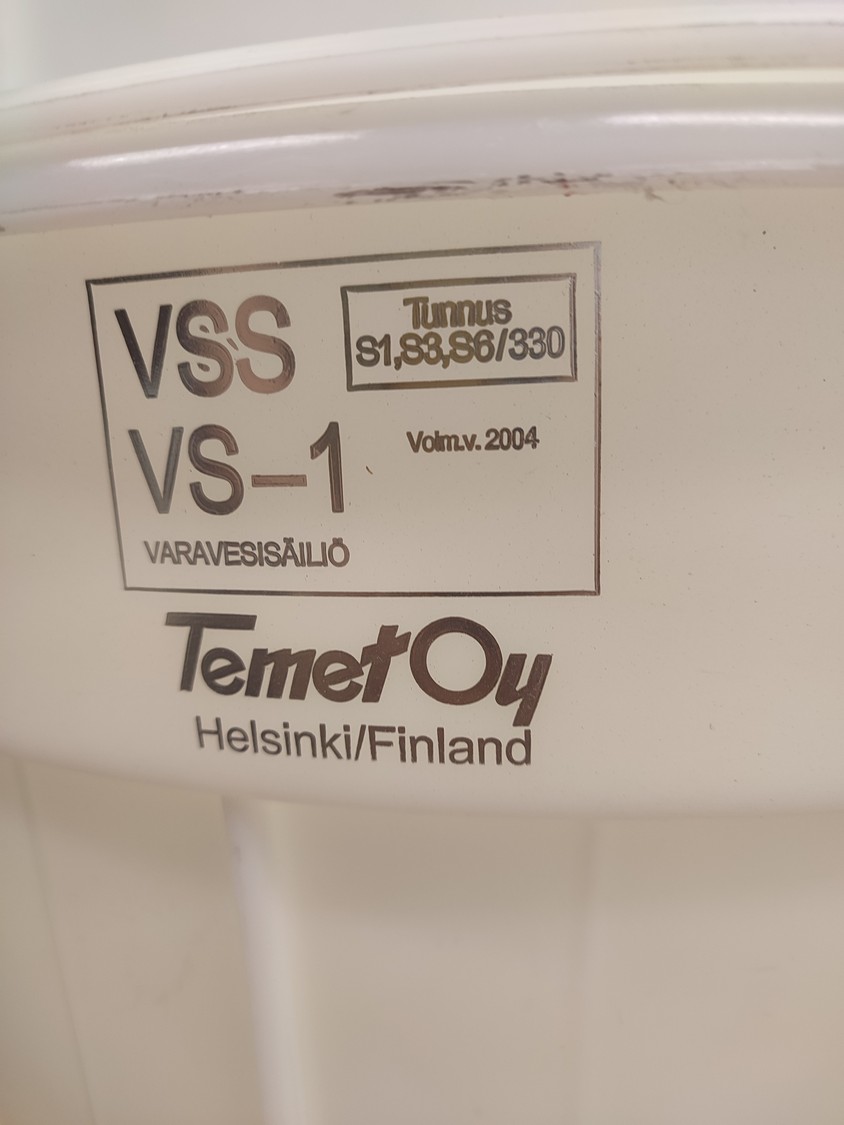 VSS
Tunnus
S1,S3,S6/330
VS-1
Valm.v. 2004
VARAVESISÄILIÖ
Temet Oy
Helsinki/Finland